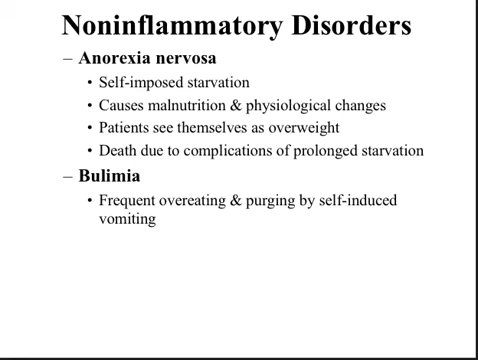 Noninflammatory Disorders
– Anorexia nervosa
• Self-imposed starvation
• Causes malnutrition & physiological changes
• Patients see themselves as overweight
• Death due to complications of prolonged starvation
– Bulimia
• Frequent overeating & purging by self-induced
vomiting